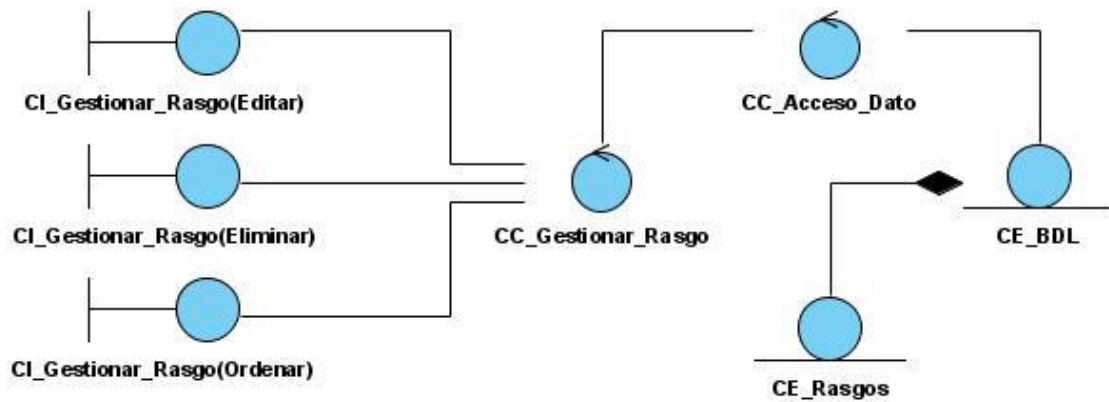 CI_Gestionar_Rasgo(Editar)
CC_Acceso_Dato
CI_Gestionar_Rasgo(Eliminar)
CC_Gestionar_Rasgo
CE_BDL
CI_Gestionar_Rasgo(Ordenar)
CE_Rasgos